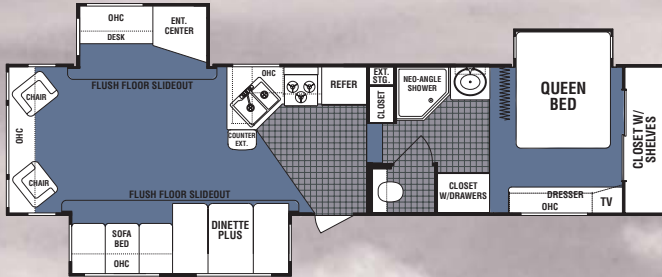 OHC
DESK
ENT.
CENTER
FLUSH FLOOR SLIDEOUT
CHAIR
OHC
CHAIR
OHC
COUNTER
EXT.
REFER
EXT.
STG.
CLOSET
NEO-ANGLE
SHOWER
QUEEN
BED
CLOSET W/
SHELVES
FLUSH FLOOR SLIDEOUT
SOFA
BED
OHC
DINETTE
PLUS
CLOSET
W/DRAWERS
DRESSER
OHC
TV